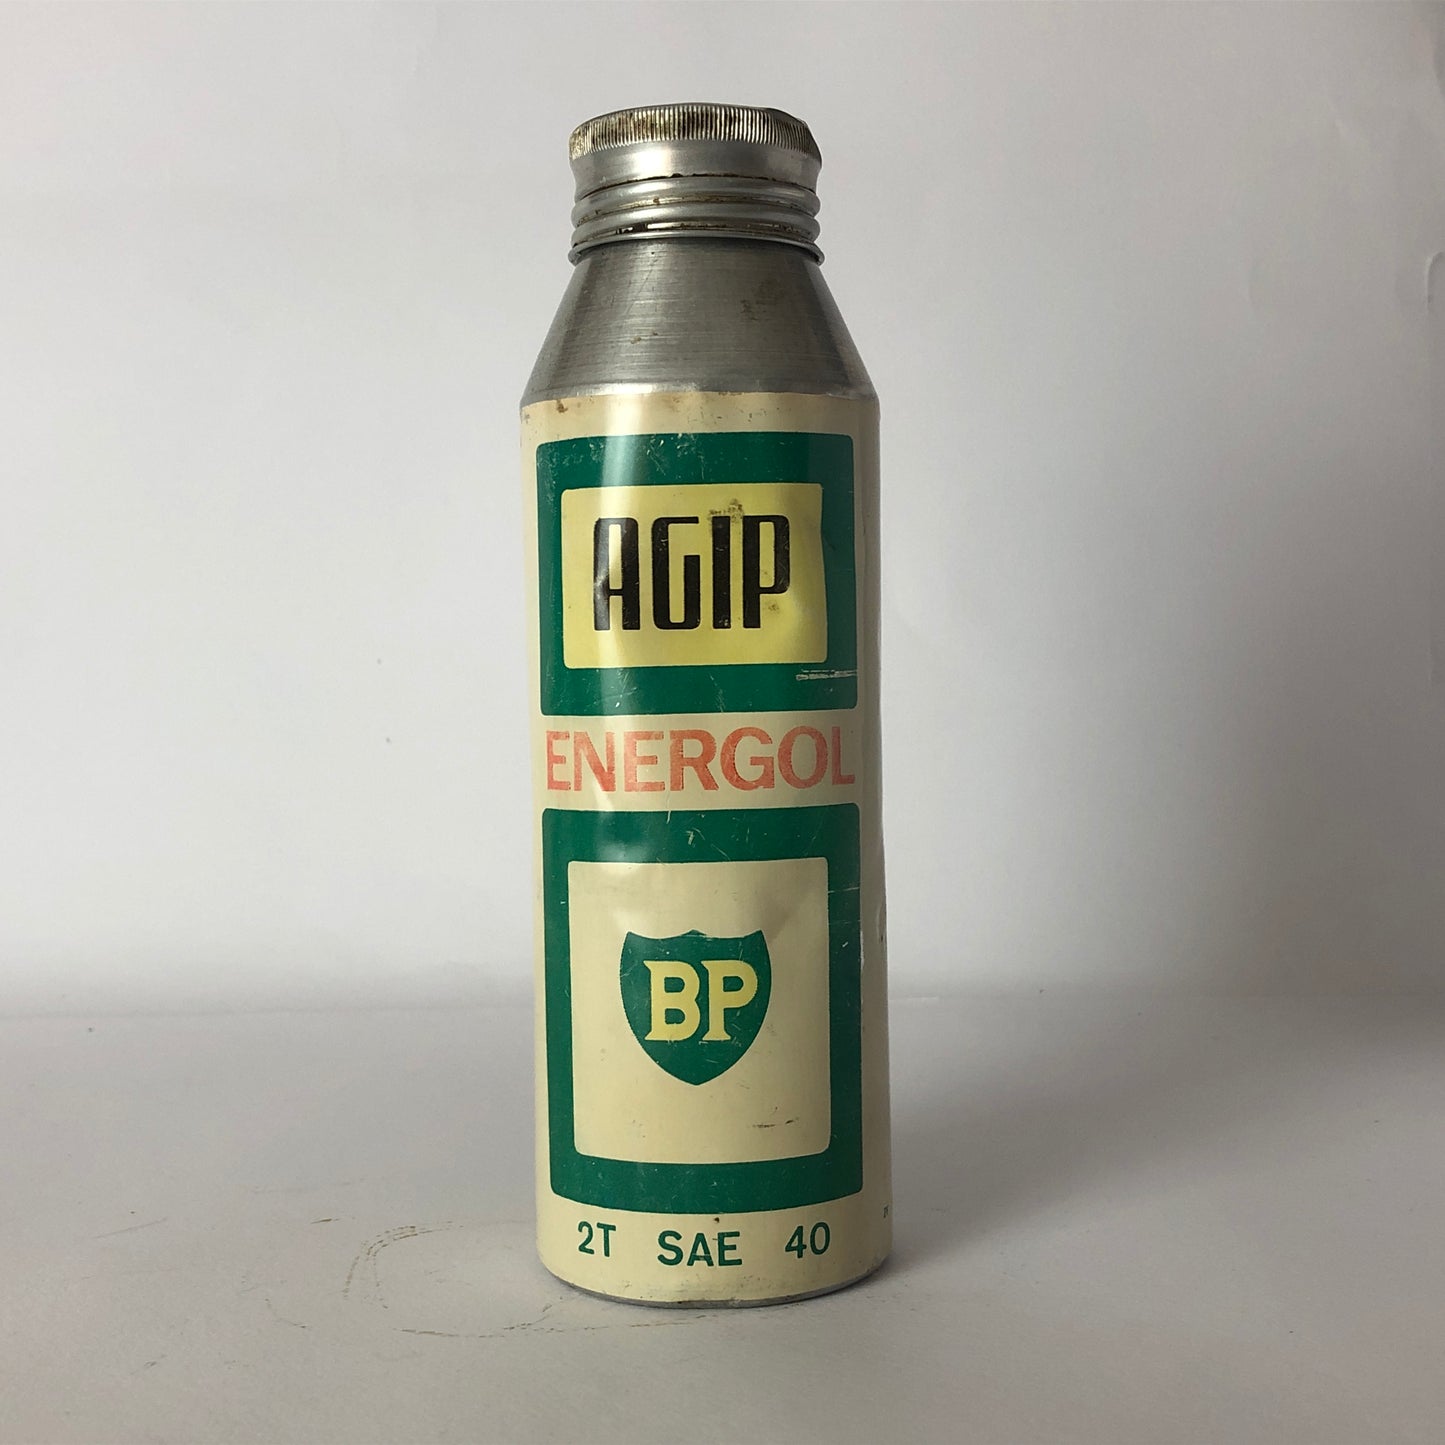 AGIP
ENERGOL
BP
2T SAE 40